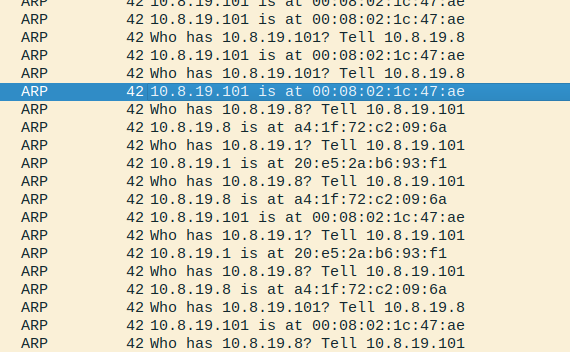 ARP 42 10.8.19.101 is at 00:08:02:1c:47:ae
ARP 42 10.8.19.101 is at 00:08:02:1c:47:ae
ARP 42 Who has 10.8.19.101? Tell 10.8.19.8
ARP 42 10.8.19.101 is at 00:08:02:1c:47:ae
ARP 42 Who has 10.8.19.101? Tell 10.8.19.8
ARP 42 10.8.19.101 is at 00:08:02:1c:47:ae
ARP 42 Who has 10.8.19.8? Tell 10.8.19.101
ARP 42 10.8.19.8 is at a4:1f:72:c2:09:6a
ARP 42 Who has 10.8.19.1? Tell 10.8.19.101
ARP 42 10.8.19.1 is at 20:e5:2a:b6:93:f1
ARP 42 Who has 10.8.19.8? Tell 10.8.19.101
ARP 42 10.8.19.8 is at a4:1f:72:c2:09:6a
ARP 42 10.8.19.101 is at 00:08:02:1c:47:ae
ARP 42 Who has 10.8.19.1? Tell 10.8.19.101
ARP 42 10.8.19.1 is at 20:e5:2a:b6:93:f1
ARP 42 Who has 10.8.19.8? Tell 10.8.19.101
ARP 42 10.8.19.8 is at a4:1f:72:c2:09:6a
ARP 42 Who has 10.8.19.101? Tell 10.8.19.8
ARP 42 10.8.19.101 is at 00:08:02:1c:47:ae
ARP 42 Who has 10.8.19.8? Tell 10.8.19.101